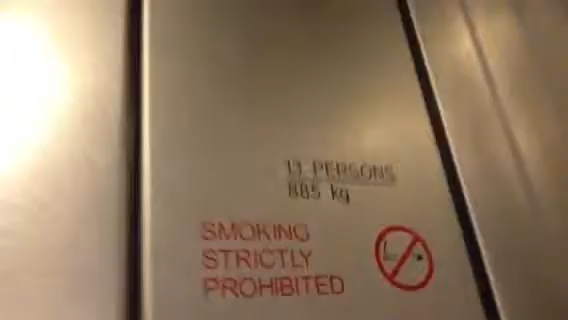 13 PERSONS
885 kg
SMOKING
STRICTLY
PROHIBITED